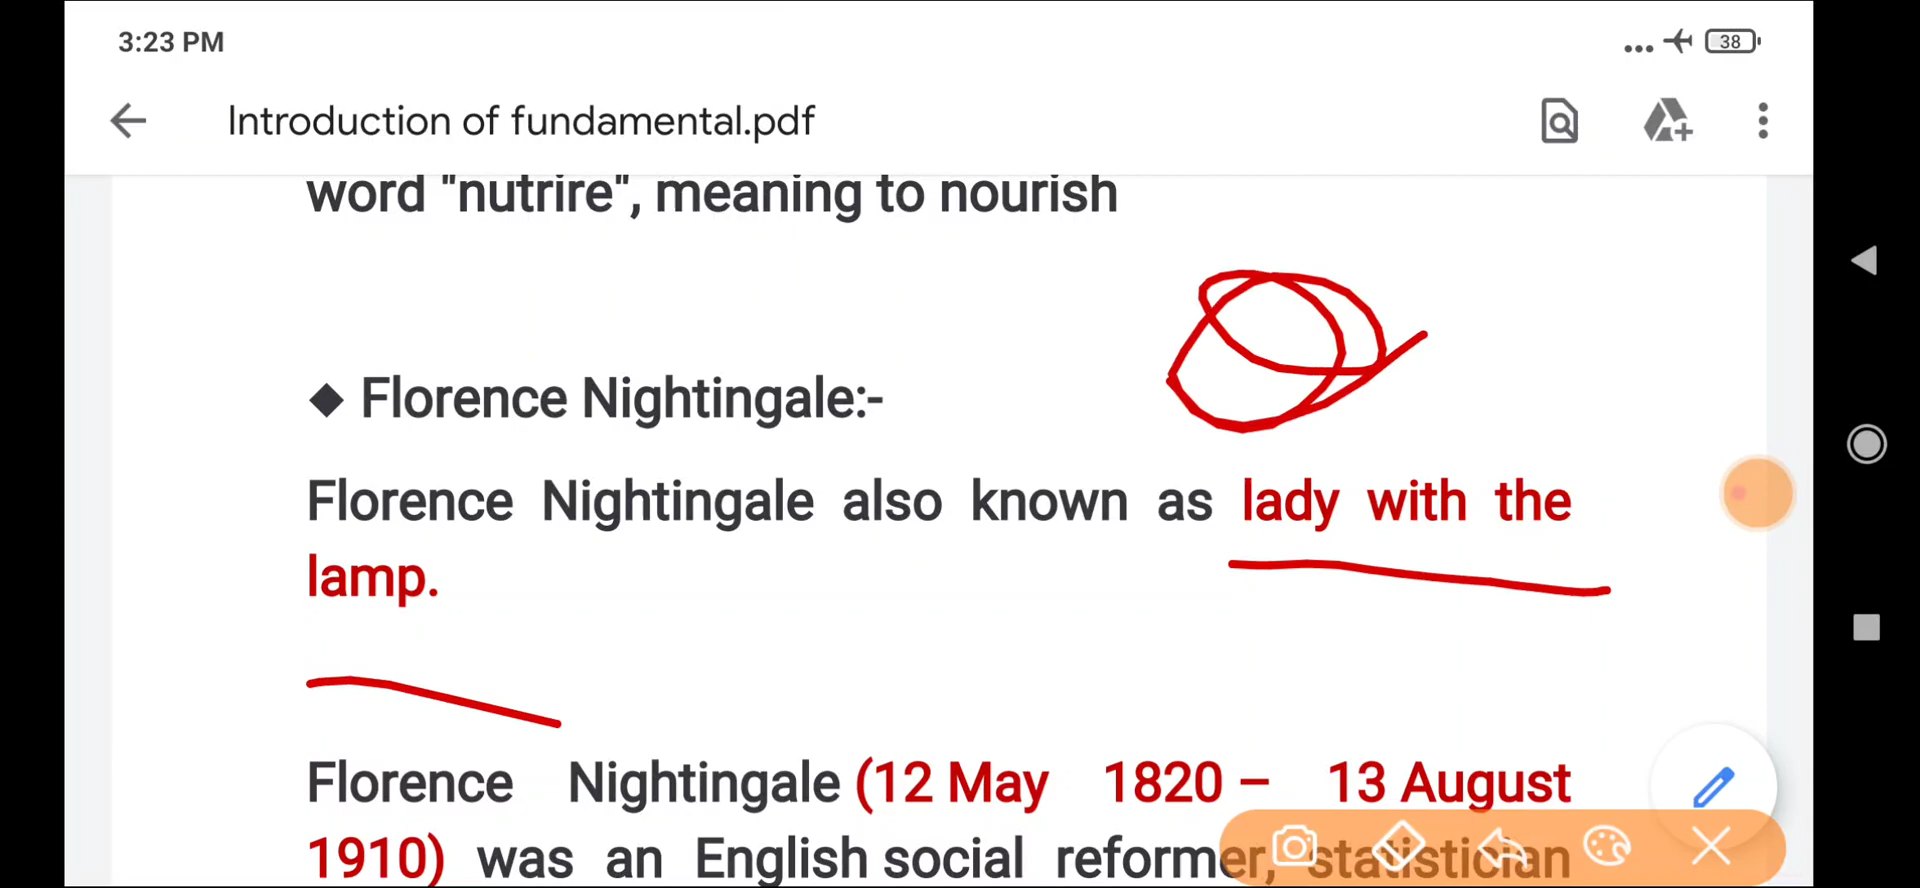 3:23 PM
38
Introduction of fundamental.pdf
word "nutrire", meaning to nourish
◆ Florence Nightingale:-
Florence Nightingale also known as lady with the
lamp.
Florence Nightingale (12 May 1820 – 13 August
1910) was an English social reformer, statistician